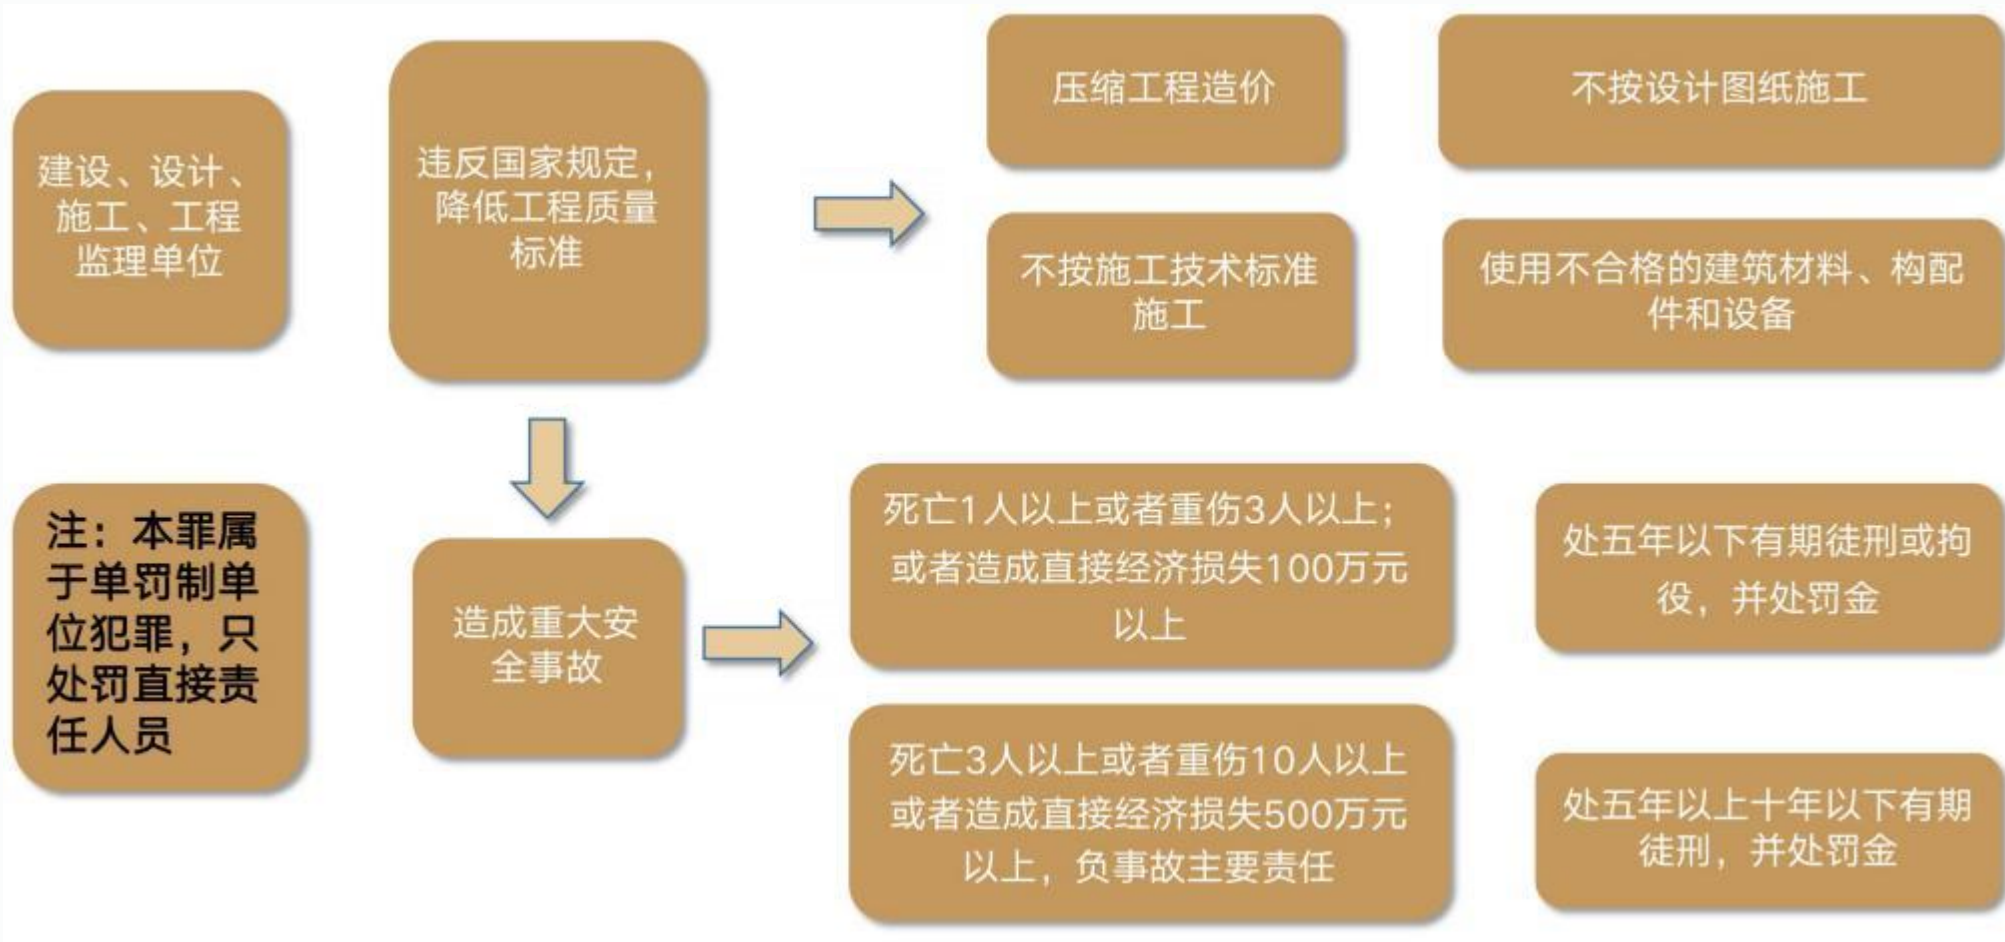 建设、设计、
施工、工程
监理单位
违反国家规定，
降低工程质量
标准
压缩工程造价
不按设计图纸施工
不按施工技术标准
施工
使用不合格的建筑材料、构配
件和设备
注：本罪属
于单罚制单
位犯罪，只
处罚直接责
任人员
造成重大安
全事故
死亡1人以上或者重伤3人以上；
或者造成直接经济损失100万元
以上
处五年以下有期徒刑或拘
役，并处罚金
死亡3人以上或者重伤10人以上
或者造成直接经济损失500万元
以上，负事故主要责任
处五年以上十年以下有期
徒刑，并处罚金